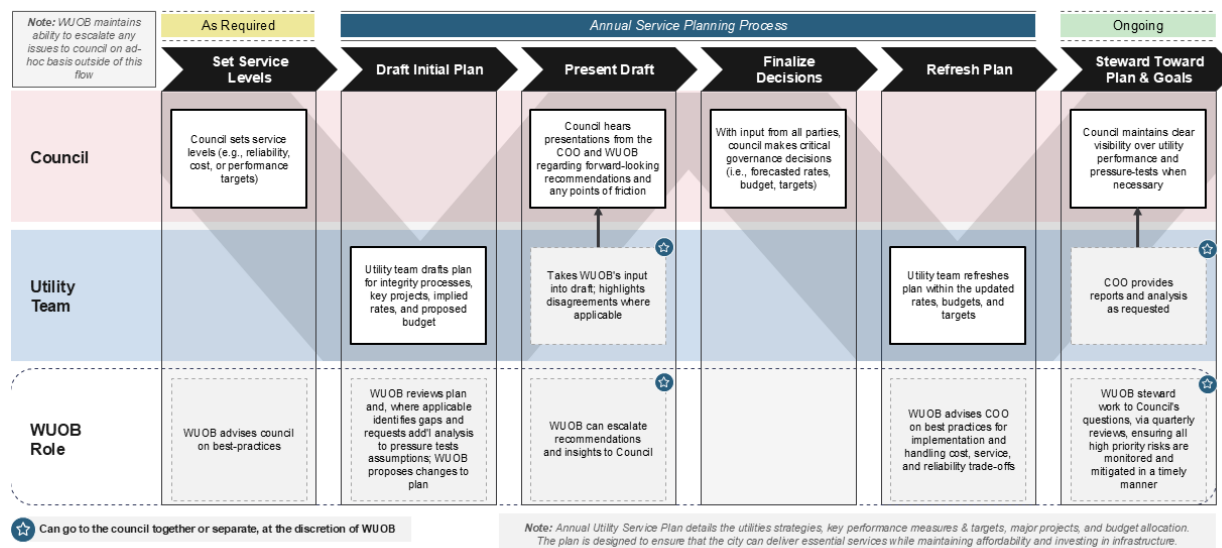 Note: WUOB maintains
ability to escalate any
issues to council on ad-
hoc basis outside of this
flow
As Required
Annual Service Planning Process
Ongoing
Set Service
Levels
Draft Initial Plan
Present Draft
Finalize
Decisions
Refresh Plan
Steward Toward
Plan & Goals
Council
Council sets service
levels (e.g., reliability,
cost, or performance
targets)
Council hears
presentations from the
COO and WUOB
regarding forward-looking
recommendations and
any points of friction
With input from all parties,
council makes critical
governance decisions
(i.e., forecasted rates,
budget, targets)
Council maintains clear
visibility over utility
performance and
pressure-tests when
necessary
Utility
Team
Utility team drafts plan
for integrity processes,
key projects, implied
rates, and proposed
budget
Takes WUOB's input
into draft; highlights
disagreements where
applicable
Utility team refreshes
plan within the updated
rates, budgets, and
targets
COO provides
reports and analysis
as requested
WUOB
Role
WUOB advises council
on best-practices
WUOB reviews plan
and, where applicable
identifies gaps and
requests add'l analysis
to pressure tests
assumptions; WUOB
proposes changes to
plan
WUOB can escalate
recommendations
and insights to Council
WUOB advises COO
on best practices for
implementation and
handling cost, service,
and reliability trade-offs
WUOB steward
work to Council's
questions, via quarterly
reviews, ensuring all
high priority risks are
monitored and
mitigated in a timely
manner
Can go to the council together or separate, at the discretion of WUOB
Note: Annual Utility Service Plan details the utilities strategies, key performance measures & targets, major projects, and budget allocation.
The plan is designed to ensure that the city can deliver essential services while maintaining affordability and investing in infrastructure.